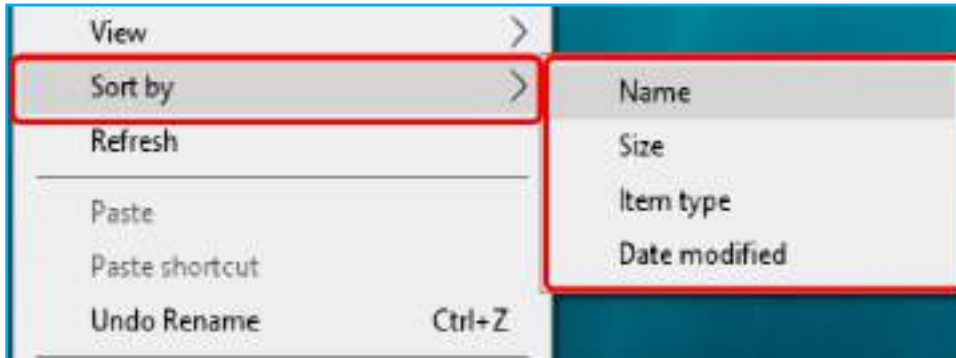 View
Sort by
Refresh
Paste
Paste shortcut
Undo Rename Ctrl+Z
Name
Size
Item type
Date modified